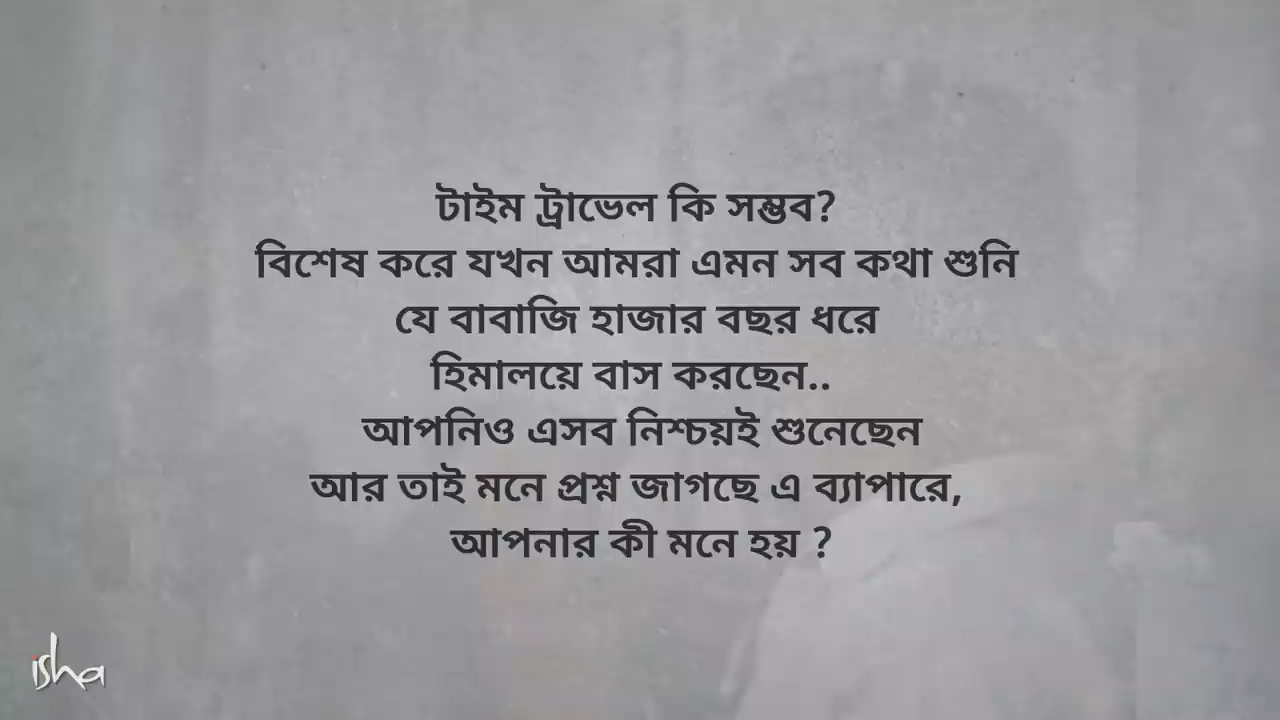 টাইম ট্রাভেল কি সম্ভব?
বিশেষ করে যখন আমরা এমন সব কথা শুনি
যে বাবাজি হাজার বছর ধরে
হিমালয়ে বাস করছেন..
আপনিও এসব নিশ্চয়ই শুনেছেন
আর তাই মনে প্রশ্ন জাগছে এ ব্যাপারে,
আপনার কী মনে হয় ?
isha